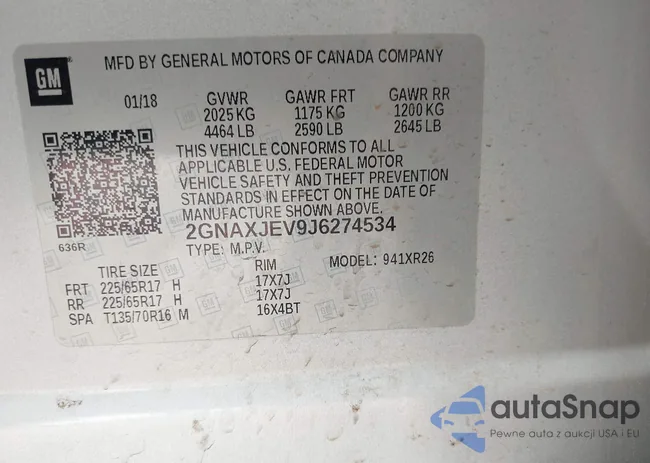 GM
MFD BY GENERAL MOTORS OF CANADA COMPANY
01/18 GVWR GAWR FRT GAWR RR
2025 KG 1175 KG 1200 KG
4464 LB 2590 LB 2645 LB
THIS VEHICLE CONFORMS TO ALL
APPLICABLE U.S. FEDERAL MOTOR
VEHICLE SAFETY AND THEFT PREVENTION
STANDARDS IN EFFECT ON THE DATE OF
MANUFACTURE SHOWN ABOVE.
2GNAXJEV9J6274534
636R
TYPE: M.P.V. MODEL: 941XR26
TIRE SIZE RIM
FRT 225/65R17 H 17X7J
RR 225/65R17 H 17X7J
SPA T135/70R16 M 16X4BT
autaSnap
Pewne auta z aukcji USA i EU